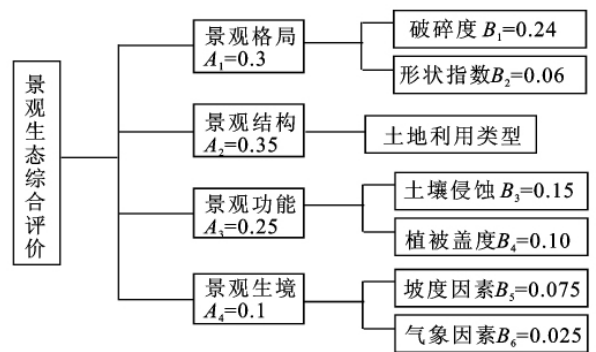 景观生态综合评价
景观格局
A₁=0.3
破碎度 B₁=0.24
形状指数B₂=0.06
景观结构
A₂=0.35
土地利用类型
景观功能
A₃=0.25
土壤侵蚀 B₃=0.15
植被盖度B₄=0.10
景观生境
A₄=0.1
坡度因素B₅=0.075
气象因素B₆=0.025